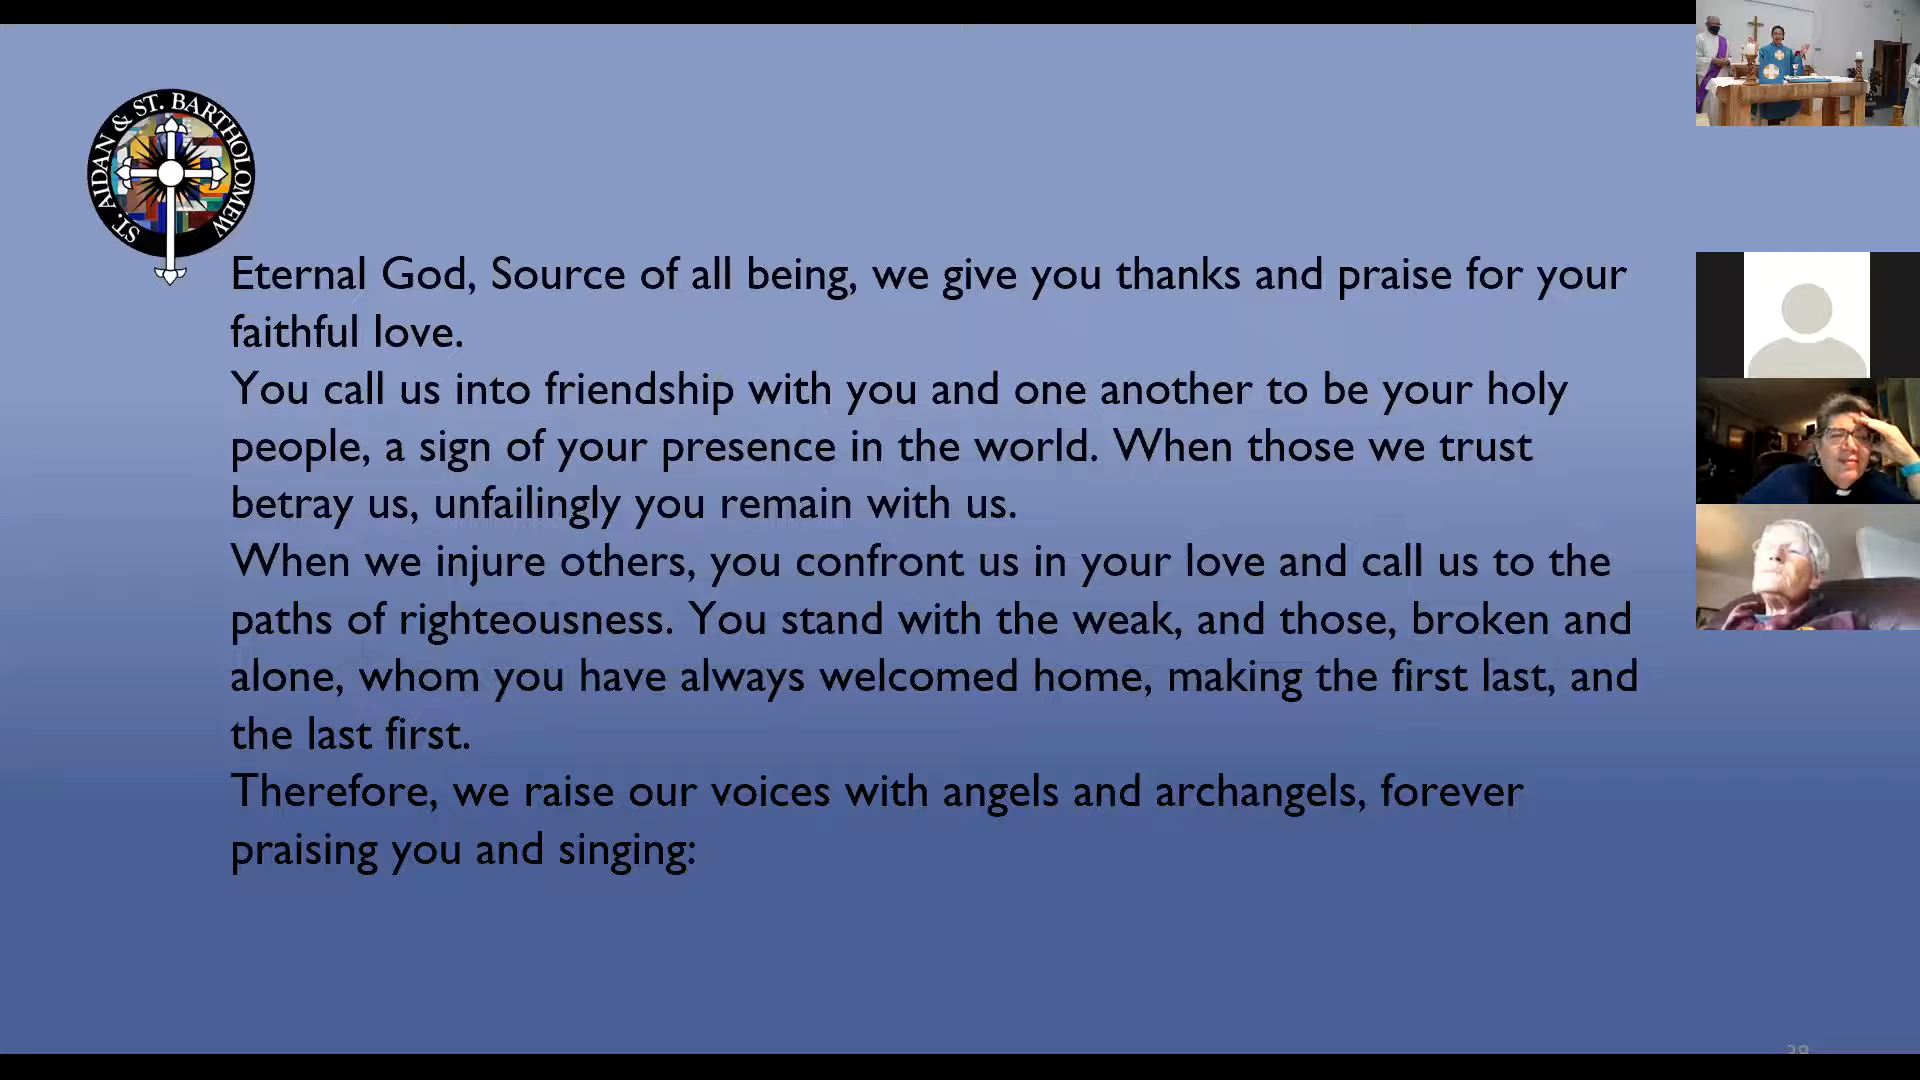 ST. AIDAN & ST. BARTHOLOMEW
Eternal God, Source of all being, we give you thanks and praise for your
faithful love.
You call us into friendship with you and one another to be your holy
people, a sign of your presence in the world. When those we trust
betray us, unfailingly you remain with us.
When we injure others, you confront us in your love and call us to the
paths of righteousness. You stand with the weak, and those, broken and
alone, whom you have always welcomed home, making the first last, and
the last first.
Therefore, we raise our voices with angels and archangels, forever
praising you and singing:
38